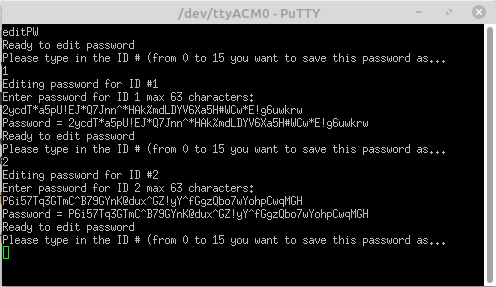 /dev/ttyACM0 - PuTTY
editPW
Ready to edit password
Please type in the ID # (from 0 to 15 you want to save this password as...
1
Editing password for ID #1
Enter password for ID 1 max 63 characters:
2ycdT*a5pU!EJ*Q7Jnn^*HAk%mdLDYV6Xa5H#WCw*E!g6uwkrw
Password = 2ycdT*a5pU!EJ*Q7Jnn^*HAk%mdLDYV6Xa5H#WCw*E!g6uwkrw
Ready to edit password
Please type in the ID # (from 0 to 15 you want to save this password as...
2
Editing password for ID #2
Enter password for ID 2 max 63 characters:
P6i57Tq3GTmC^B79GYnK@dux^GZ!yY^fGgzQbo7wYohpCwqMGH
Password = P6i57Tq3GTmC^B79GYnK@dux^GZ!yY^fGgzQbo7wYohpCwqMGH
Ready to edit password
Please type in the ID # (from 0 to 15 you want to save this password as...